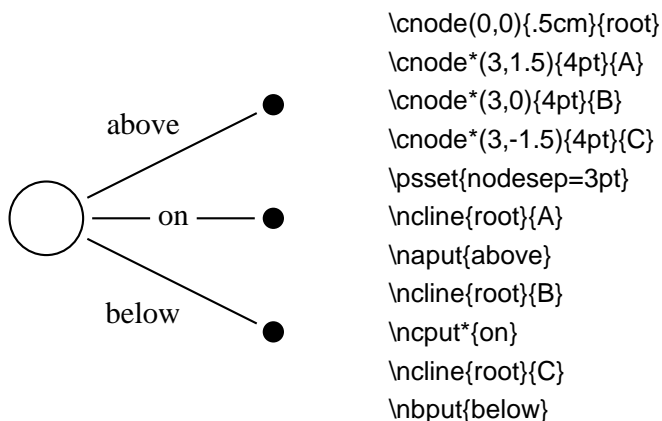 above
on
below
\cnode(0,0){.5cm}{root}
\cnode*(3,1.5){4pt}{A}
\cnode*(3,0){4pt}{B}
\cnode*(3,-1.5){4pt}{C}
\psset{nodesep=3pt}
\ncline{root}{A}
\naput{above}
\ncline{root}{B}
\ncput*{on}
\ncline{root}{C}
\nbput{below}